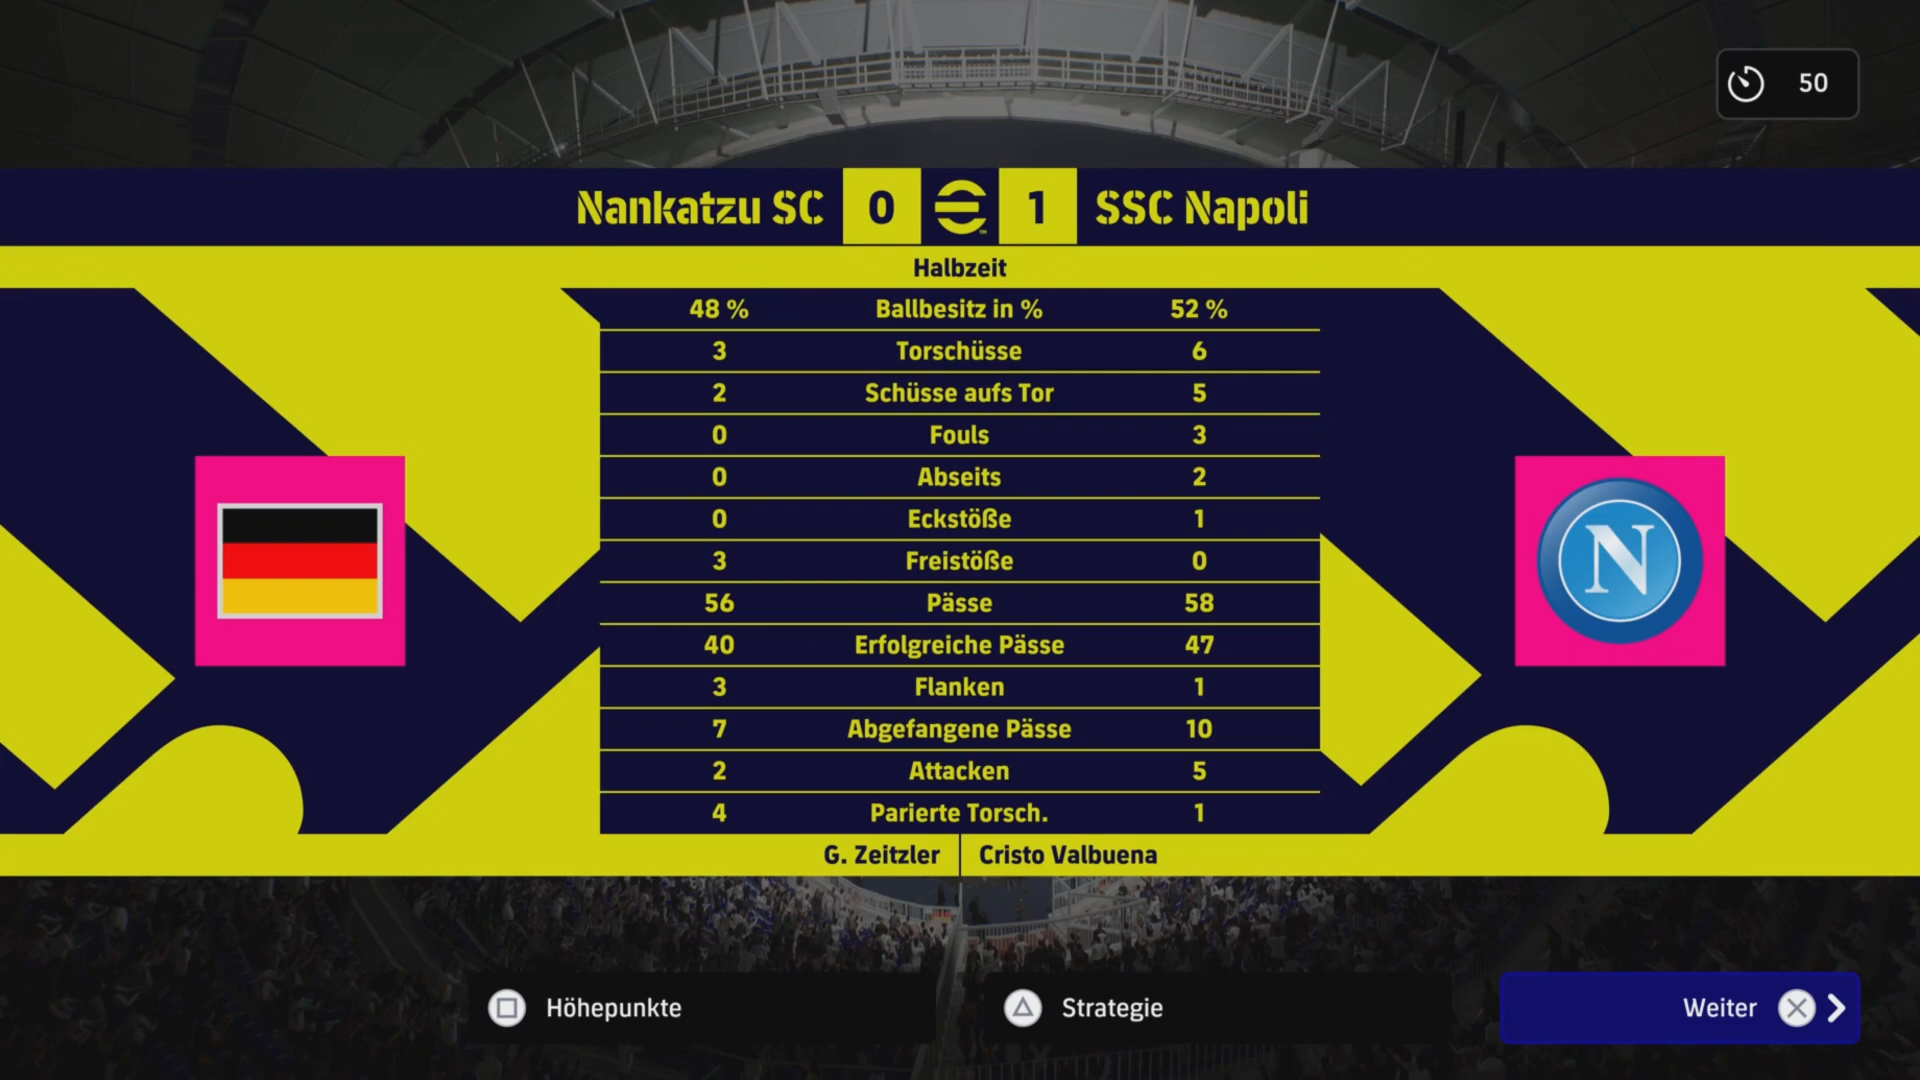 50
Nankatzu SC 0 1 SSC Napoli
Halbzeit
48 % Ballbesitz in % 52 %
3 Torschüsse 6
2 Schüsse aufs Tor 5
0 Fouls 3
0 Abseits 2
0 Eckstöße 1
3 Freistöße 0
56 Pässe 58
40 Erfolgreiche Pässe 47
3 Flanken 1
7 Abgefangene Pässe 10
2 Attacken 5
4 Parierte Torsch. 1
G. Zeitzler Cristo Valbuena
N
Höhepunkte Strategie Weiter